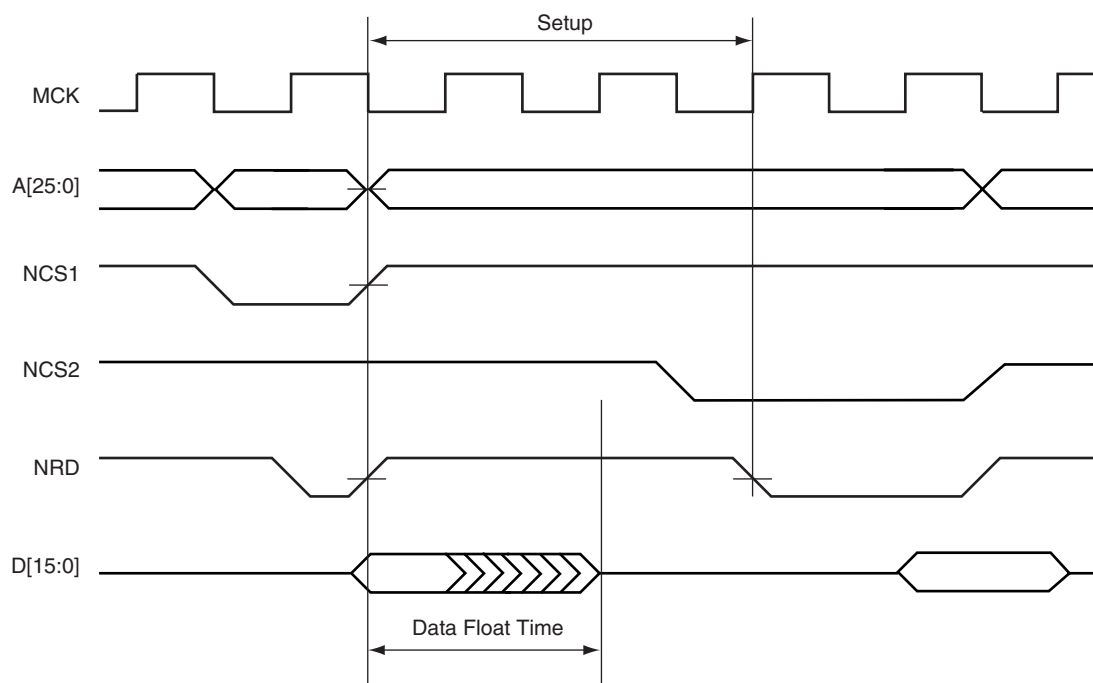 Setup
MCK
A[25:0]
NCS1
NCS2
NRD
D[15:0]
Data Float Time